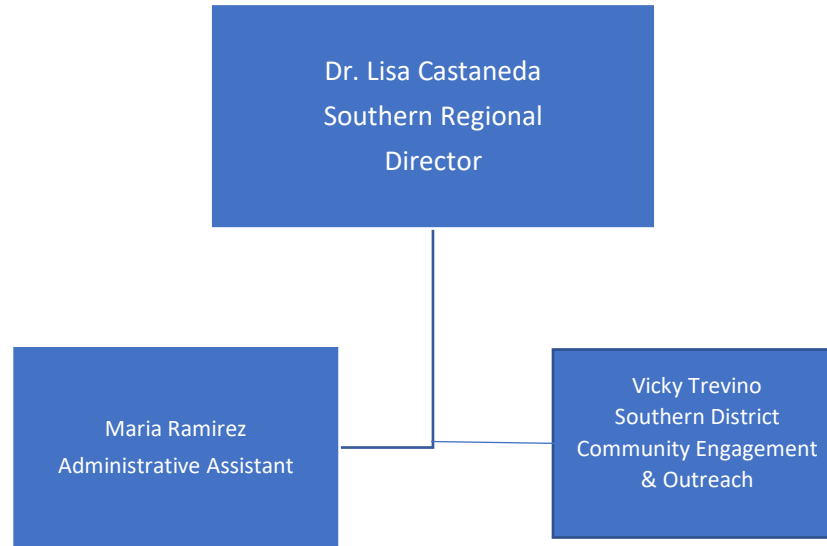 Dr. Lisa Castaneda
Southern Regional
Director
Maria Ramirez
Administrative Assistant
Vicky Trevino
Southern District
Community Engagement
& Outreach